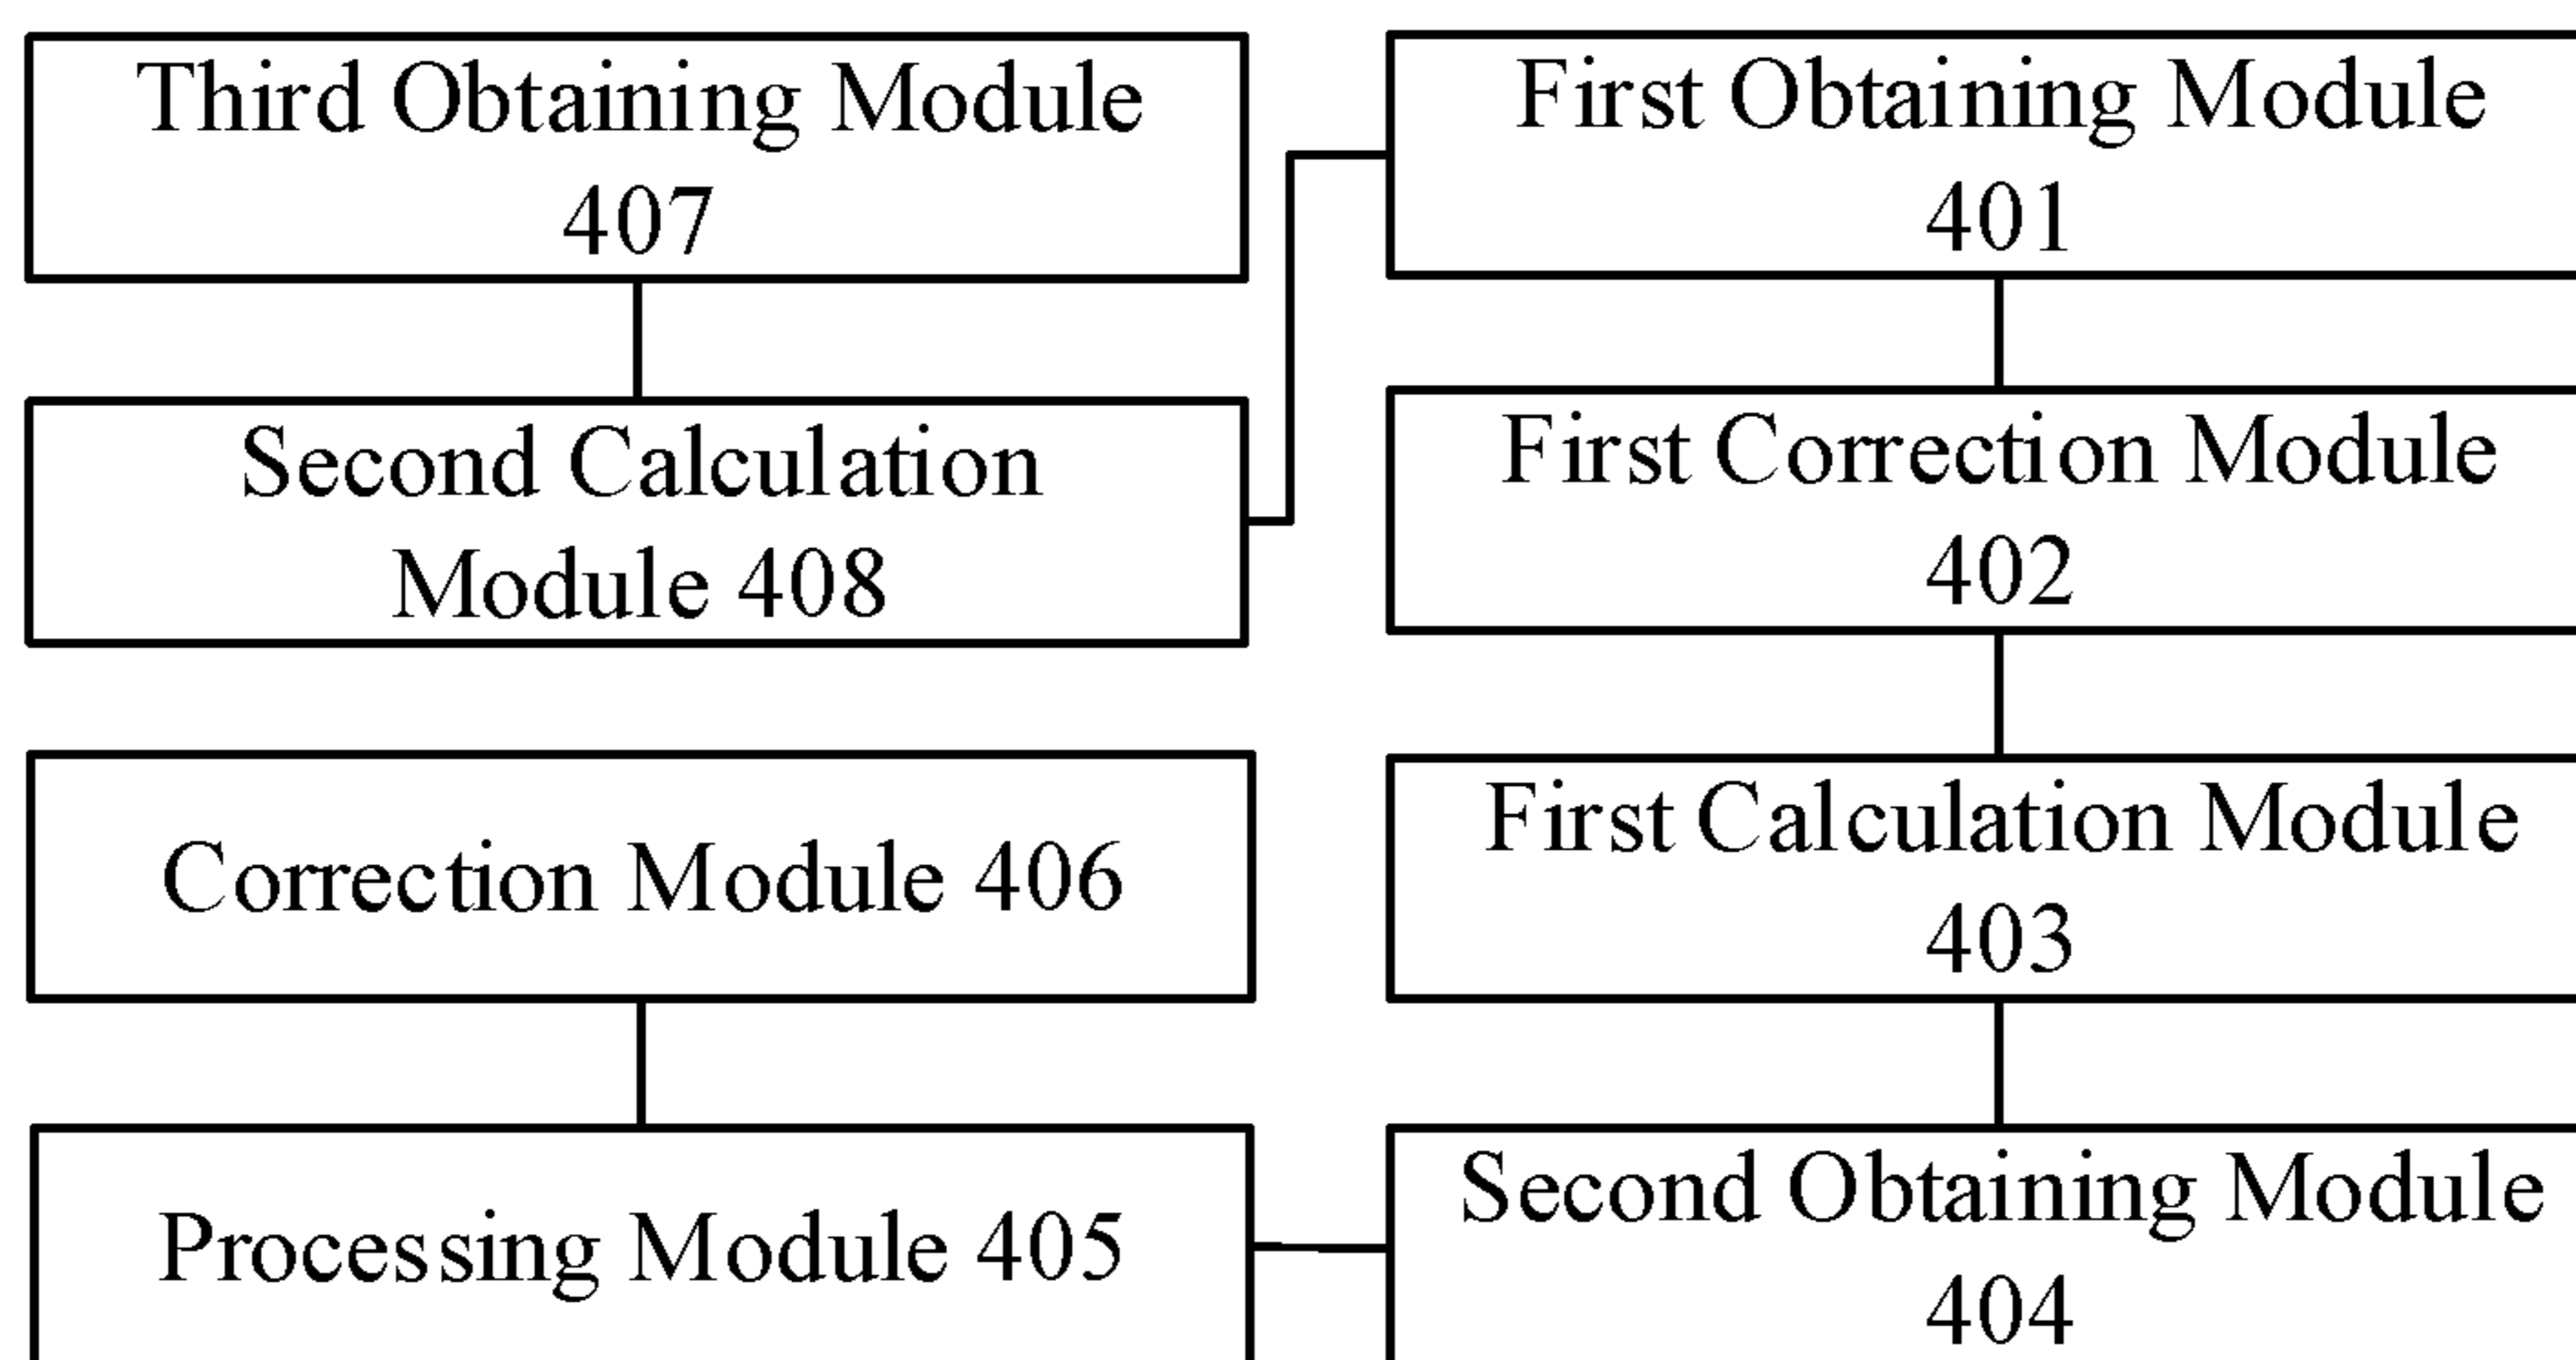 Third Obtaining Module
407
First Obtaining Module
401
Second Calculation
Module 408
First Correction Module
402
Correction Module 406
First Calculation Module
403
Processing Module 405
Second Obtaining Module
404